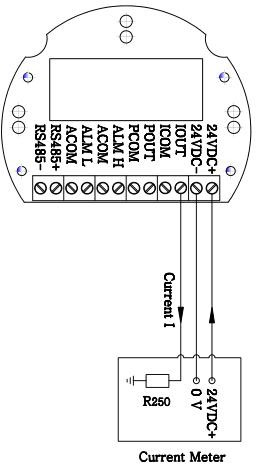 RS485-
RS485+
ACOM
ALM L
ACOM
ALM H
PCOM
POUT
ICOM
IOUT
24VDC-
24VDC+
Current I
R250
0 V
24VDC+
Current Meter